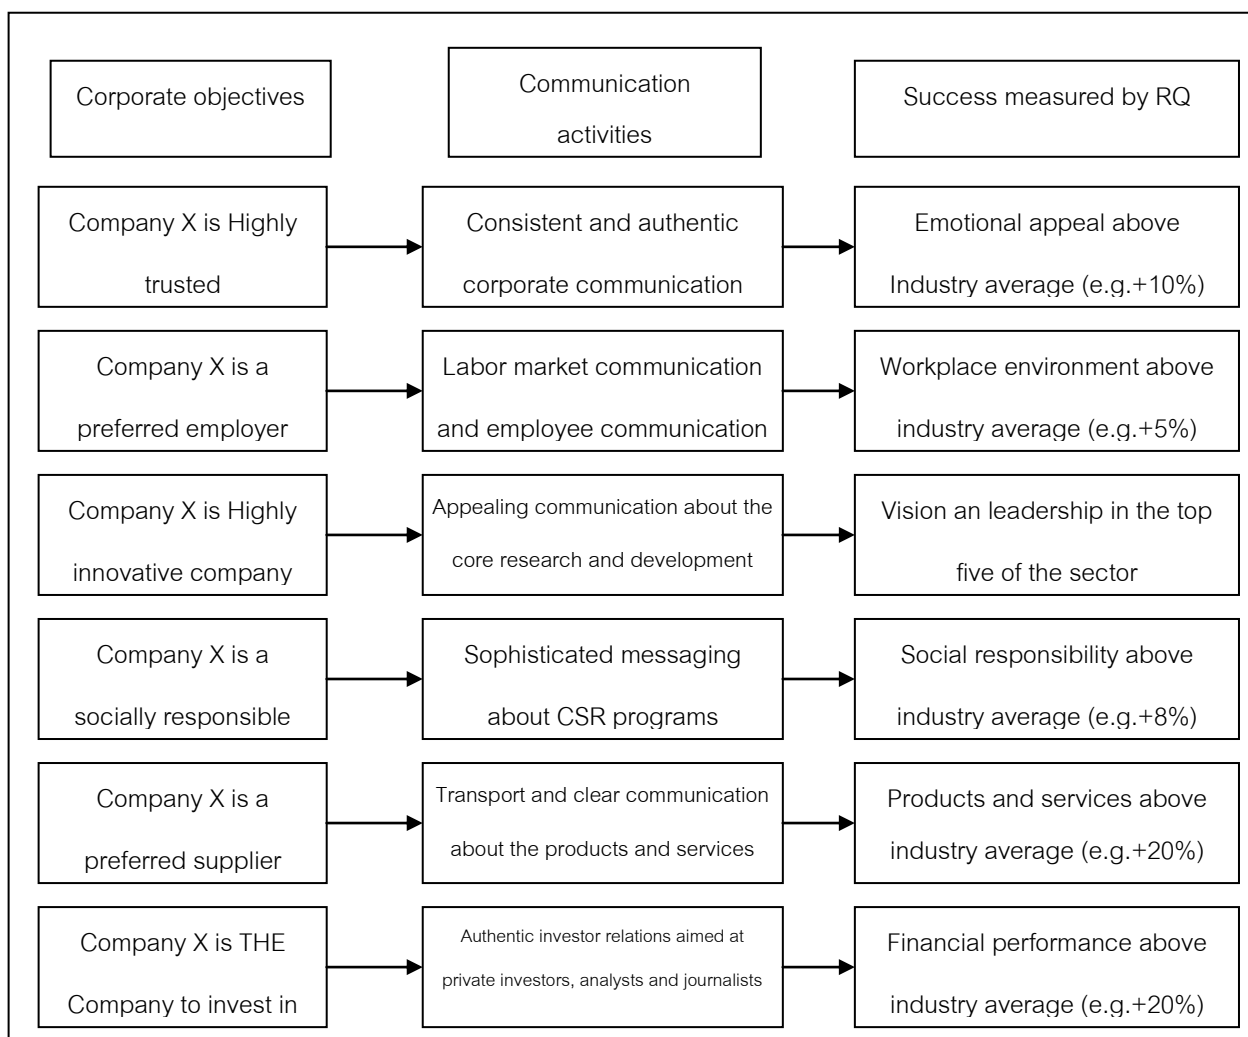 Corporate objectives
Communication
activities
Success measured by RQ
Company X is Highly
trusted
Consistent and authentic
corporate communication
Emotional appeal above
Industry average (e.g.+10%)
Company X is a
preferred employer
Labor market communication
and employee communication
Workplace environment above
industry average (e.g.+5%)
Company X is Highly
innovative company
Appealing communication about the
core research and development
Vision an leadership in the top
five of the sector
Company X is a
socially responsible
Sophisticated messaging
about CSR programs
Social responsibility above
industry average (e.g.+8%)
Company X is a
preferred supplier
Transport and clear communication
about the products and services
Products and services above
industry average (e.g.+20%)
Company X is THE
Company to invest in
Authentic investor relations aimed at
private investors, analysts and journalists
Financial performance above
industry average (e.g.+20%)